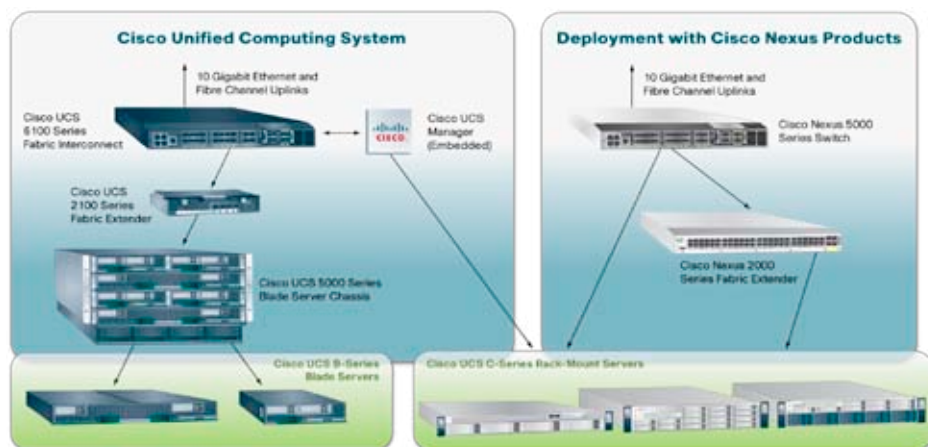 Cisco Unified Computing System
10 Gigabit Ethernet and
Fibre Channel Uplinks
Cisco UCS
6100 Series
Fabric Interconnect
CISCO
Cisco UCS
Manager
(Embedded)
Cisco UCS
2100 Series
Fabric Extender
Cisco UCS 5000 Series
Blade Server Chassis
Cisco UCS B-Series
Blade Servers
Deployment with Cisco Nexus Products
10 Gigabit Ethernet and
Fibre Channel Uplinks
Cisco Nexus 5000
Series Switch
Cisco Nexus 2000
Series Fabric Extender
Cisco UCS C-Series Rack-Mount Servers